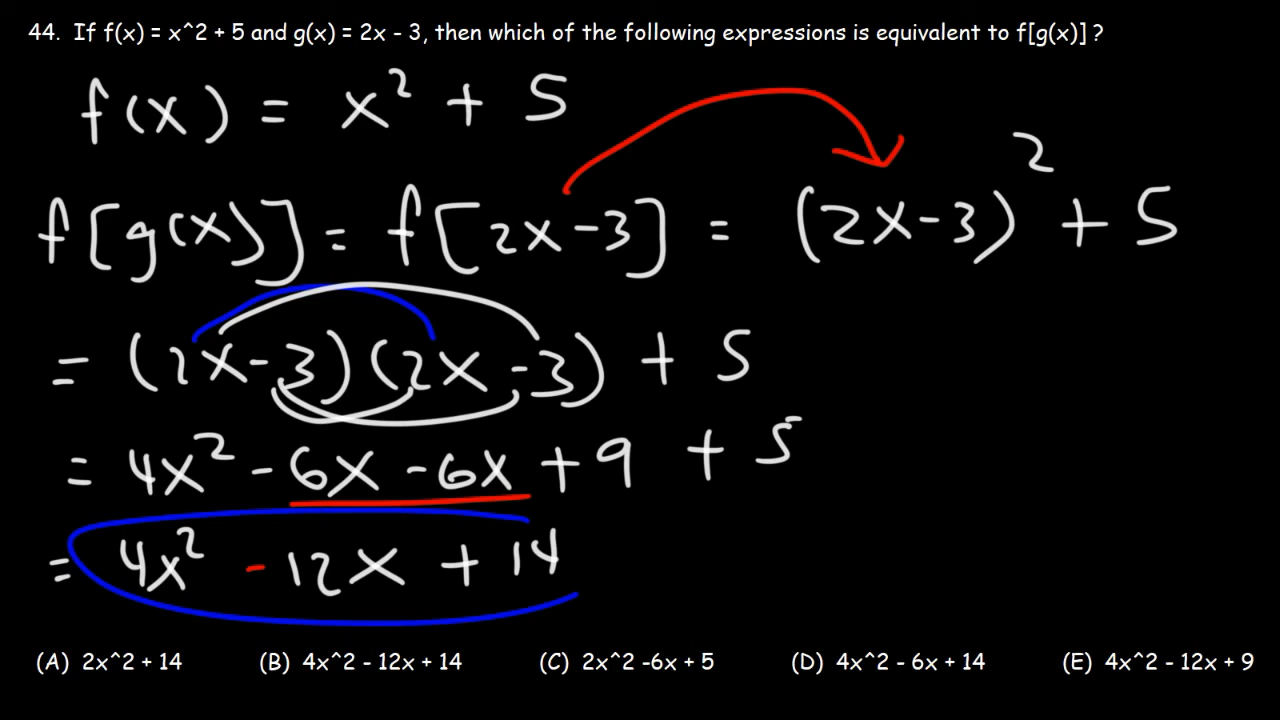 44. If f(x) = x^2 + 5 and g(x) = 2x - 3, then which of the following expressions is equivalent to f[g(x)] ?
f(x) = x² + 5
f[g(x)] = f[2x-3] = (2x-3)² + 5
= (2x-3)(2x-3) + 5
= 4x² - 6x - 6x + 9 + 5
= 4x² - 12x + 14
(A) 2x^2 + 14 (B) 4x^2 - 12x + 14 (C) 2x^2 -6x + 5 (D) 4x^2 - 6x + 14 (E) 4x^2 - 12x + 9